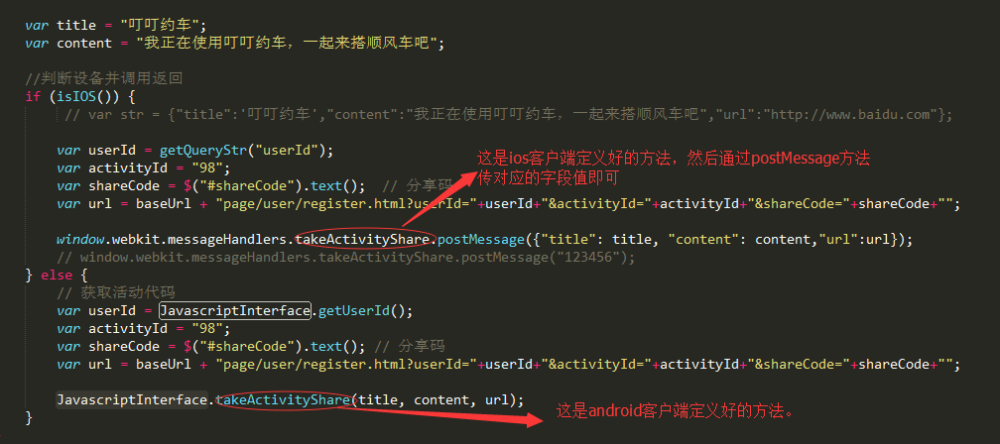 var title = "叮叮约车";
var content = "我正在使用叮叮约车，一起来搭顺风车吧";
//判断设备并调用返回
if (isIOS()) {
// var str = {"title":'叮叮约车',"content":"我正在使用叮叮约车，一起来搭顺风车吧","url":"http://www.baidu.com"};
var userId = getQueryStr("userId");
这是ios客户端定义好的方法，然后通过postMessage方法
var activityId = "98";
传对应的字段值即可
var shareCode = $("#shareCode").text(); // 分享码
var url = baseUrl + "page/user/register.html?userId="+userId+"&activityId="+activityId+"&shareCode="+shareCode+"";
window.webkit.messageHandlers.takeActivityShare.postMessage({"title": title, "content": content,"url":url});
// window.webkit.messageHandlers.takeActivityShare.postMessage("123456");
} else {
// 获取活动代码
var userId = JavascriptInterface.getUserId();
var activityId = "98";
var shareCode = $("#shareCode").text(); // 分享码
var url = baseUrl + "page/user/register.html?userId="+userId+"&activityId="+activityId+"&shareCode="+shareCode+"";
JavascriptInterface.takeActivityShare(title, content, url);
这是android客户端定义好的方法。
}